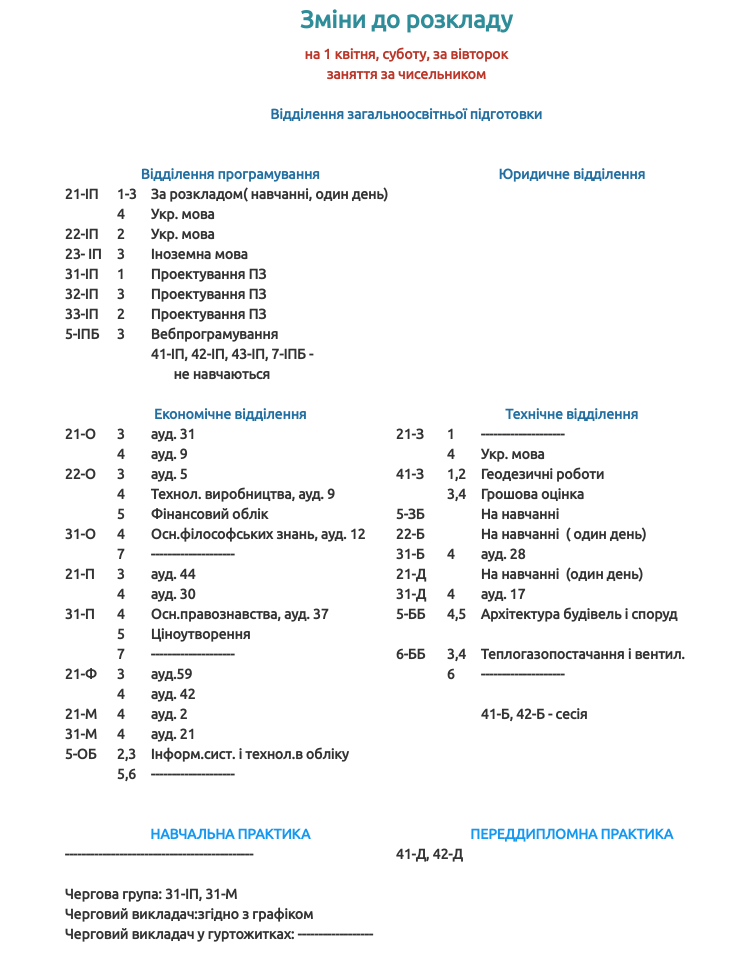 Зміни до розкладу
на 1 квітня, суботу, за вівторок
заняття за чисельником
Відділення загальноосвітньої підготовки
Відділення програмування
21-ІП 1-3 За розкладом( навчанні, один день)
4 Укр. мова
22-ІП 2 Укр. мова
23- ІП 3 Іноземна мова
31-ІП 1 Проектування ПЗ
32-ІП 3 Проектування ПЗ
33-ІП 2 Проектування ПЗ
5-ІПБ 3 Вебпрограмування
41-ІП, 42-ІП, 43-ІП, 7-ІПБ -
не навчаються
Юридичне відділення
Економічне відділення
21-О 3 ауд. 31
4 ауд. 9
22-О 3 ауд. 5
4 Технол. виробництва, ауд. 9
5 Фінансовий облік
31-О 4 Осн.філософських знань, ауд. 12
7 --------------------
21-П 3 ауд. 44
4 ауд. 30
31-П 4 Осн.правознавства, ауд. 37
5 Ціноутворення
7 --------------------
21-Ф 3 ауд.59
4 ауд. 42
21-М 4 ауд. 2
31-М 4 ауд. 21
5-ОБ 2,3 Інформ.сист. і технол.в обліку
5,6 --------------------
Технічне відділення
21-З 1 --------------------
4 Укр. мова
41-З 1,2 Геодезичні роботи
3,4 Грошова оцінка
5-ЗБ На навчанні
22-Б На навчанні ( один день)
31-Б 4 ауд. 28
21-Д На навчанні (один день)
31-Д 4 ауд. 17
5-ББ 4,5 Архітектура будівель і споруд
6-ББ 3,4 Теплогазопостачання і вентил.
6 --------------------
41-Б, 42-Б - сесія
НАВЧАЛЬНА ПРАКТИКА
---------------------------------------------
ПЕРЕДДИПЛОМНА ПРАКТИКА
41-Д, 42-Д
Чергова група: 31-ІП, 31-М
Черговий викладач:згідно з графіком
Черговий викладач у гуртожитках: ------------------